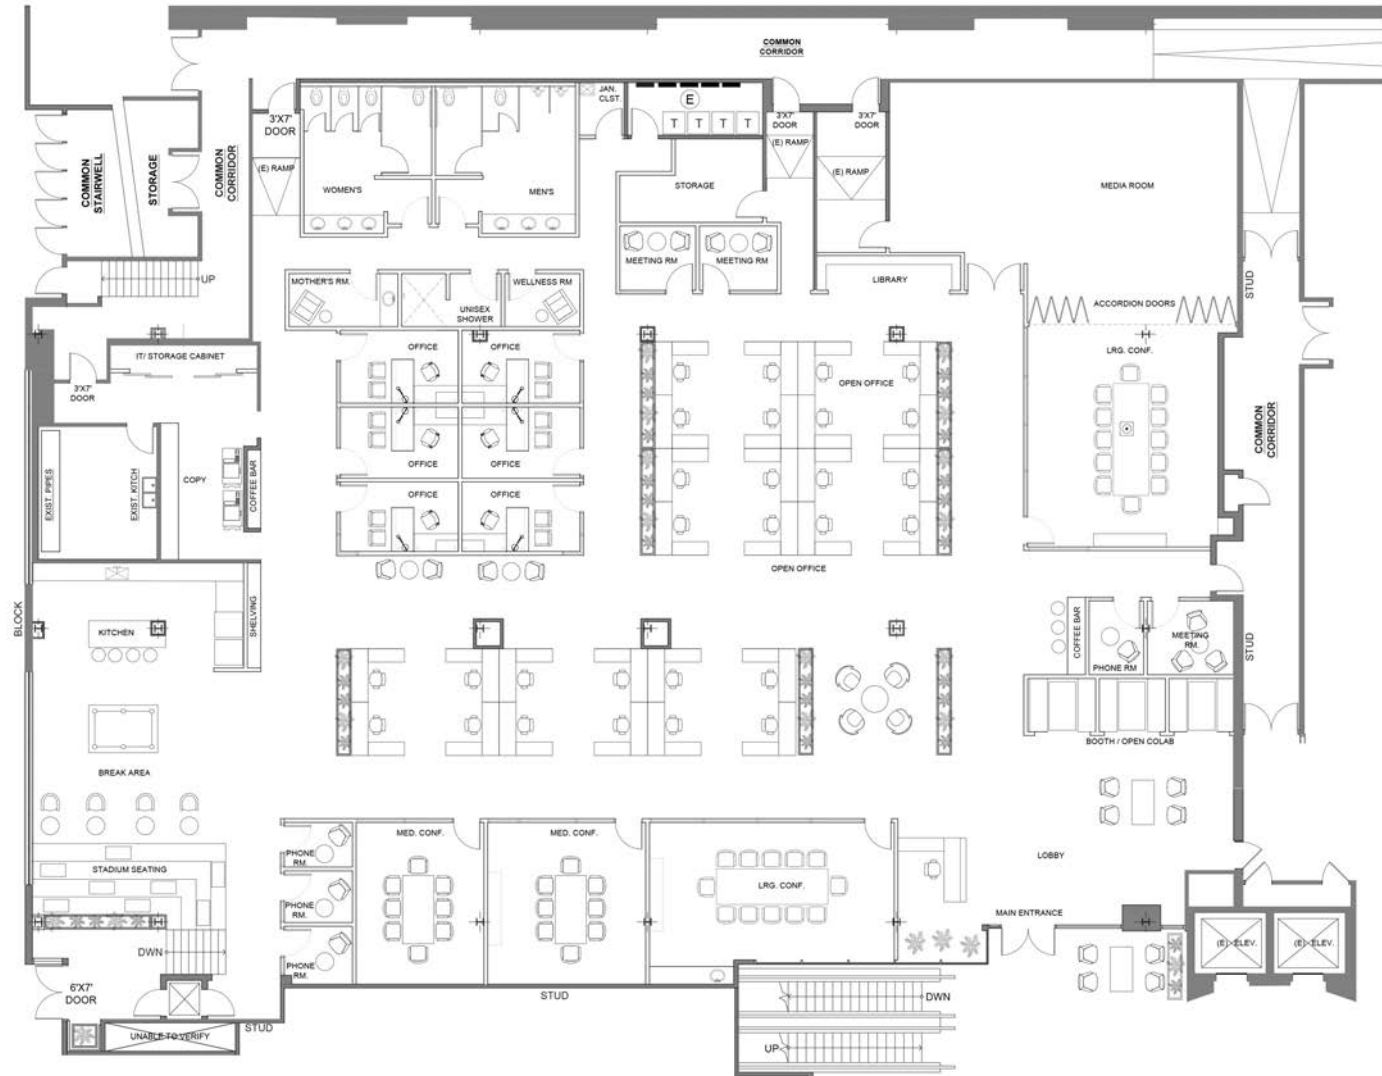 COMMON
CORRIDOR
JAN.
CLST.
E
T T T T
3'X7'
DOOR
3'X7'
DOOR
3'X7'
DOOR
(E) RAMP
(E) RAMP
(E) RAMP
COMMON
STAIRWELL
STORAGE
COMMON
CORRIDOR
WOMEN'S
MEN'S
STORAGE
MEDIA ROOM
MEETING RM
MEETING RM
UP
MOTHER'S RM.
UNISEX
SHOWER
WELLNESS RM
LIBRARY
STUD
ACCORDION DOORS
IT/ STORAGE CABINET
OFFICE
OFFICE
LRG. CONF.
3'X7'
DOOR
OPEN OFFICE
COMMON
CORRIDOR
OFFICE
OFFICE
EXIST. PIPES
EXIST. KITCH
COPY
COFFEE BAR
OFFICE
OFFICE
OPEN OFFICE
BLOCK
SHELVING
KITCHEN
COFFEE BAR
PHONE RM
MEETING
RM.
STUD
BOOTH / OPEN COLAB
BREAK AREA
PHONE
RM.
MED. CONF.
MED. CONF.
LOBBY
STADIUM SEATING
LRG. CONF.
PHONE
RM.
MAIN ENTRANCE
PHONE
RM.
DWN
(E) ELEV.
(E) ELEV.
6'X7'
DOOR
STUD
DWN
STUD
UNABLE TO VERIFY
UP